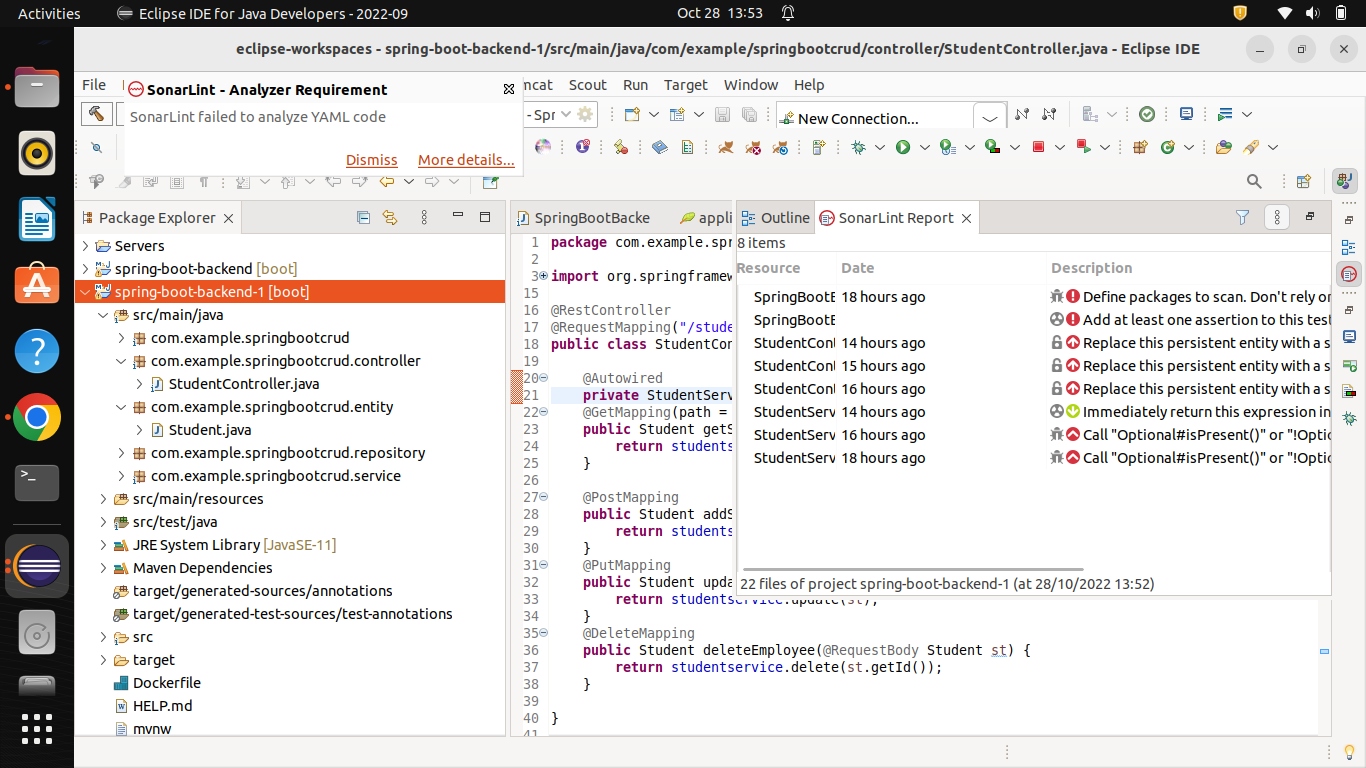 Activities
Eclipse IDE for Java Developers - 2022-09
Oct 28 13:53
eclipse-workspaces - spring-boot-backend-1/src/main/java/com/example/springbootcrud/controller/StudentController.java - Eclipse IDE
File
Scout Run Target Window Help
SonarLint - Analyzer Requirement
SonarLint failed to analyze YAML code
Dismiss More details...
New Connection...
Package Explorer
Servers
spring-boot-backend [boot]
spring-boot-backend-1 [boot]
src/main/java
com.example.springbootcrud
com.example.springbootcrud.controller
StudentController.java
com.example.springbootcrud.entity
Student.java
com.example.springbootcrud.repository
com.example.springbootcrud.service
src/main/resources
src/test/java
JRE System Library [JavaSE-11]
Maven Dependencies
target/generated-sources/annotations
target/generated-test-sources/test-annotations
src
target
Dockerfile
HELP.md
mvnw
SpringBootBacke
appli
1 package com.example.spr
2
3 import org.springframew
15
16 @RestController
17 @RequestMapping("/stude
18 public class StudentCon
19
20 @Autowired
21 private StudentServ
22 @GetMapping(path =
23 public Student getS
24 return students
25 }
26
27 @PostMapping
28 public Student addS
29 return students
30 }
31 @PutMapping
32 public Student upda
33 return studentservice.update(st);
34 }
35 @DeleteMapping
36 public Student deleteEmployee(@RequestBody Student st) {
37 return studentservice.delete(st.getId());
38 }
39
40 }
41
Outline
SonarLint Report
8 items
Resource Date Description
SpringBootB 18 hours ago Define packages to scan. Don't rely on
SpringBootB Add at least one assertion to this test
StudentCont 14 hours ago Replace this persistent entity with a s
StudentCont 15 hours ago Replace this persistent entity with a s
StudentCont 16 hours ago Replace this persistent entity with a s
StudentServ 14 hours ago Immediately return this expression in
StudentServ 16 hours ago Call "Optional#isPresent()" or "!Optio
StudentServ 18 hours ago Call "Optional#isPresent()" or "!Optio
22 files of project spring-boot-backend-1 (at 28/10/2022 13:52)